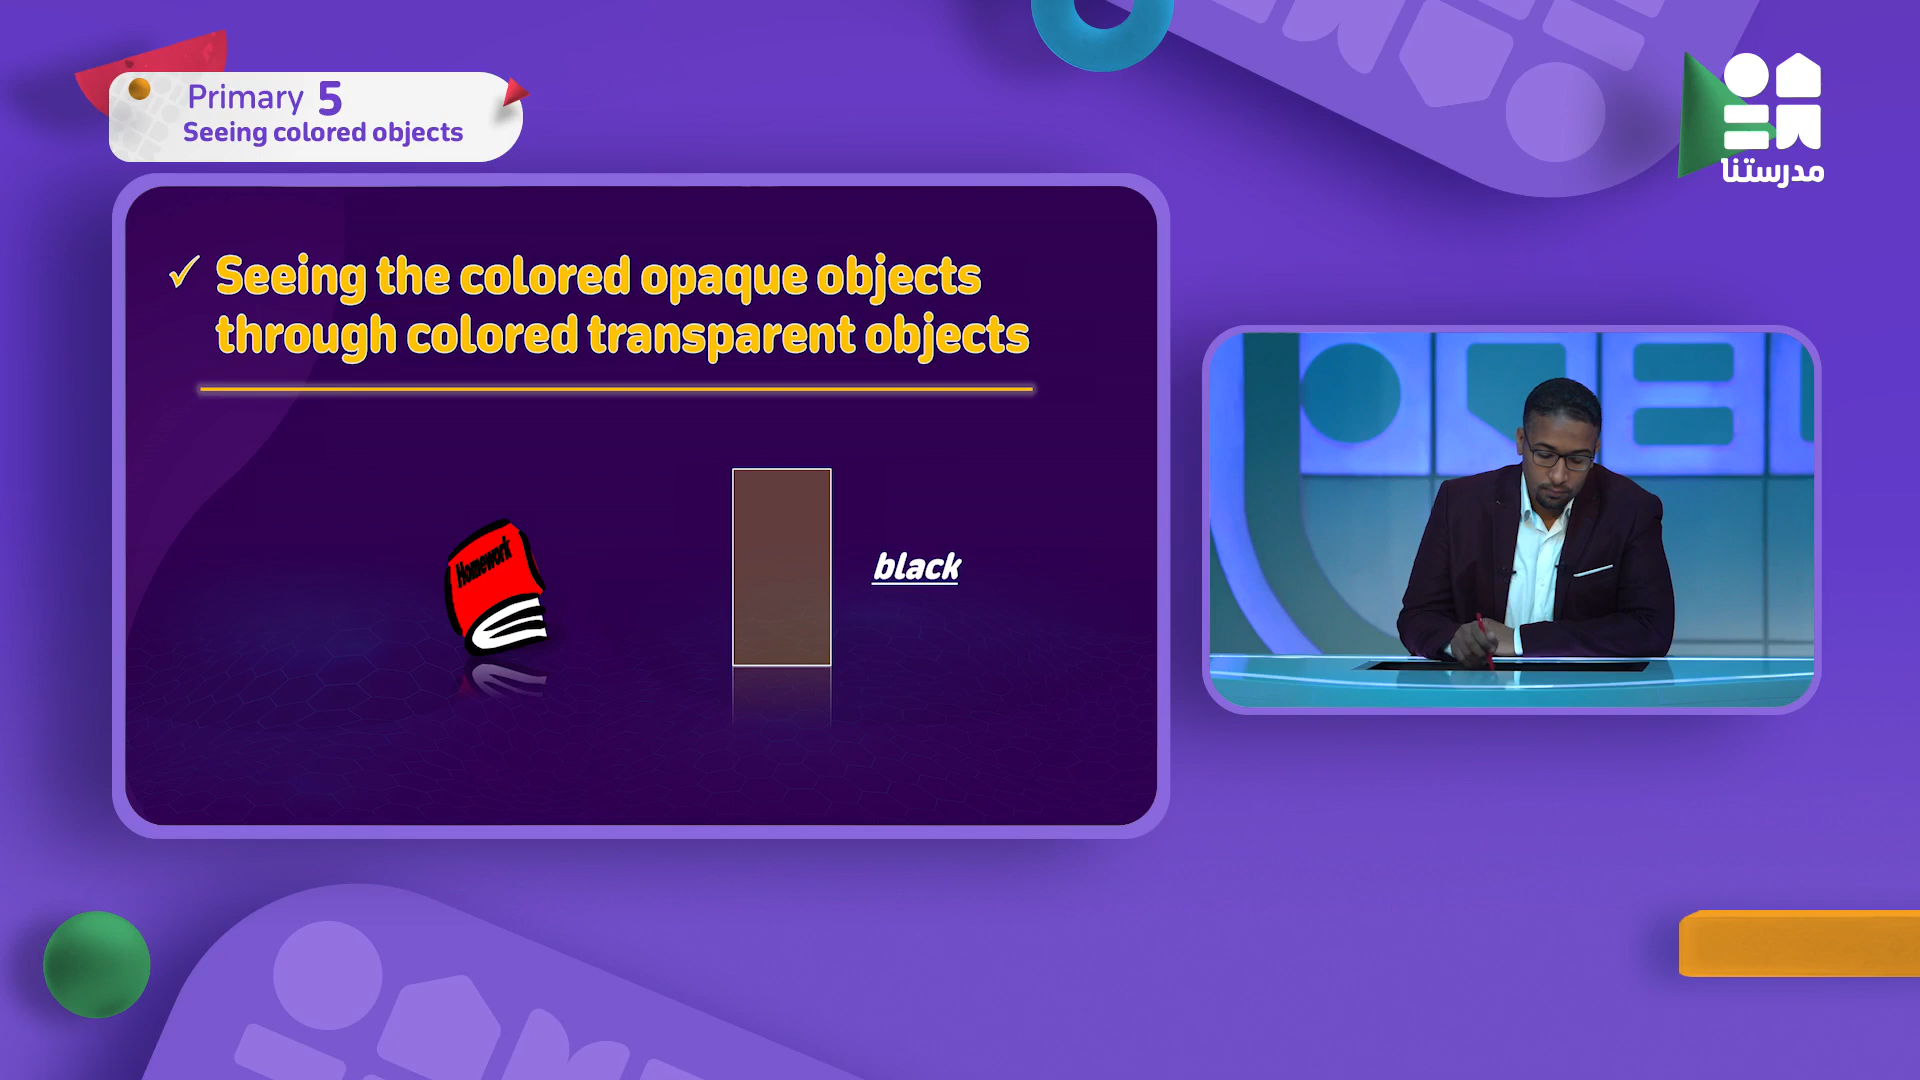 Primary 5
Seeing colored objects
مدرستنا
✓ Seeing the colored opaque objects
through colored transparent objects
Homework
black